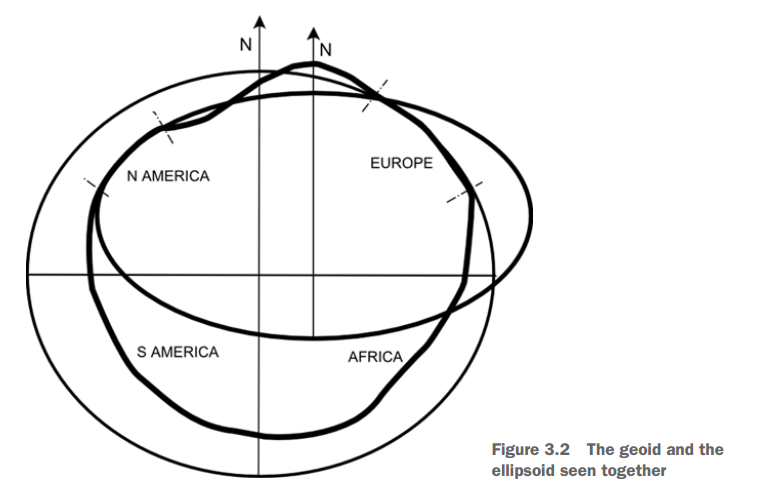 N
N
N AMERICA
EUROPE
S AMERICA
AFRICA
Figure 3.2 The geoid and the
ellipsoid seen together